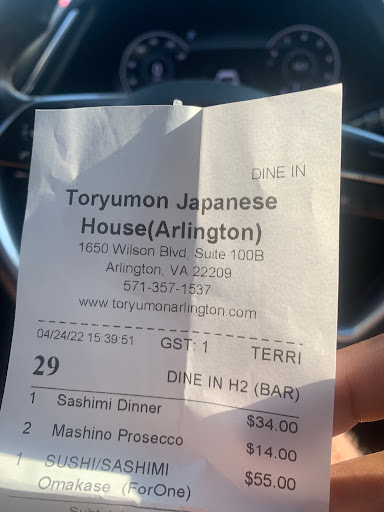 DINE IN
Toryumon Japanese
House(Arlington)
1650 Wilson Blvd, Suite 100B
Arlington, VA 22209
571-357-1537
www.toryumonarlington.com
04/24/22 15:39:51 GST: 1 TERRI
29 DINE IN H2 (BAR)
1 Sashimi Dinner $34.00
2 Mashino Prosecco $14.00
1 SUSHI/SASHIMI $55.00
Omakase (ForOne)